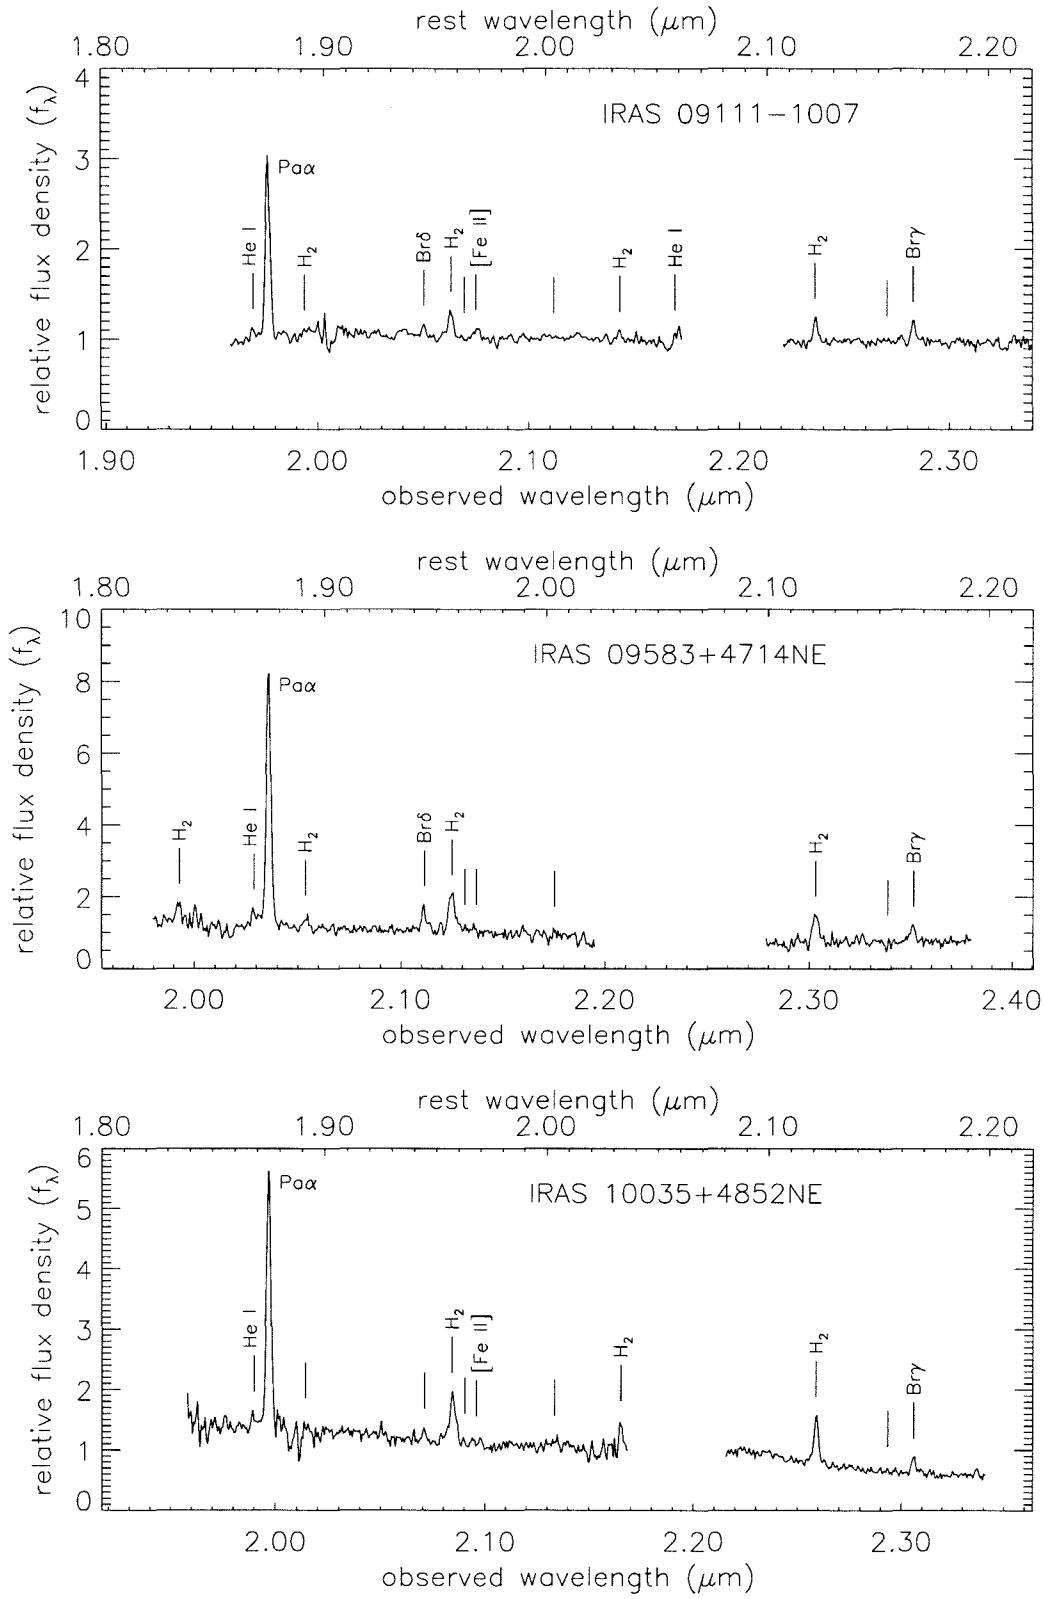 rest wavelength (μm)
1.80 1.90 2.00 2.10 2.20
relative flux density (fλ)
4
3
2
1
0
IRAS 09111−1007
He I
Paα
H2
Brδ
H2
[Fe II]
H2
He I
H2
Brγ
1.90 2.00 2.10 2.20 2.30
observed wavelength (μm)
rest wavelength (μm)
1.80 1.90 2.00 2.10 2.20
relative flux density (fλ)
10
8
6
4
2
0
IRAS 09583+4714NE
H2
He I
Paα
H2
Brδ
H2
H2
Brγ
2.00 2.10 2.20 2.30 2.40
observed wavelength (μm)
rest wavelength (μm)
1.80 1.90 2.00 2.10 2.20
relative flux density (fλ)
6
5
4
3
2
1
0
IRAS 10035+4852NE
He I
Paα
H2
[Fe II]
H2
H2
Brγ
2.00 2.10 2.20 2.30
observed wavelength (μm)